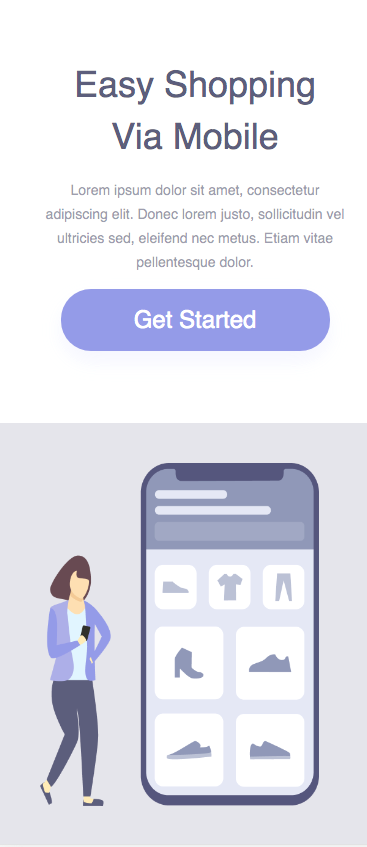 Easy Shopping
Via Mobile
Lorem ipsum dolor sit amet, consectetur
adipiscing elit. Donec lorem justo, sollicitudin vel
ultricies sed, eleifend nec metus. Etiam vitae
pellentesque dolor.
Get Started